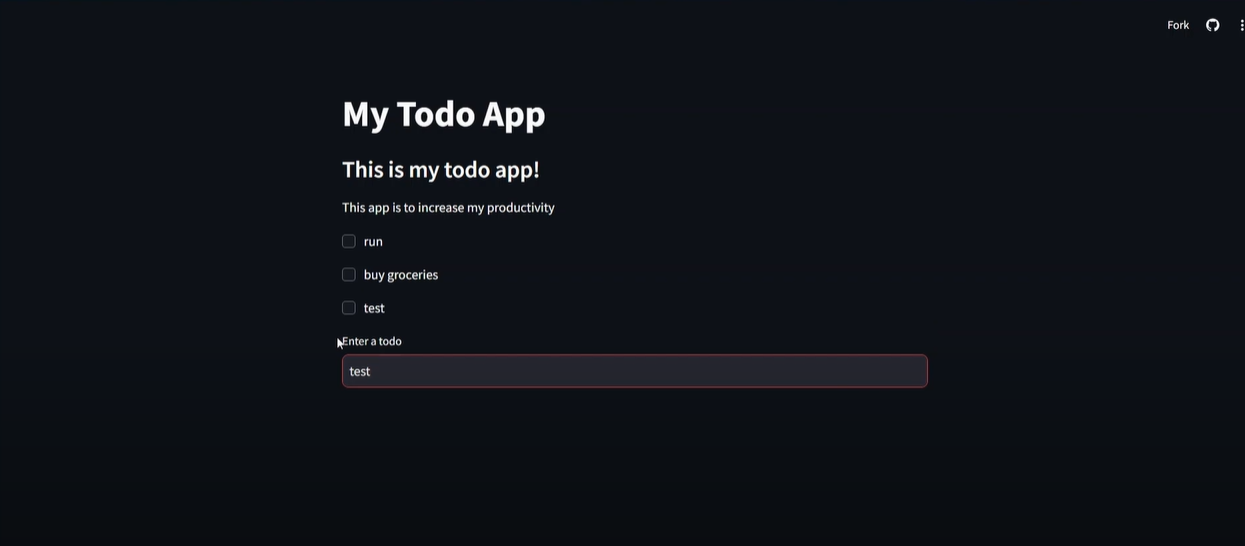 Fork
My Todo App
This is my todo app!
This app is to increase my productivity
run
buy groceries
test
Enter a todo
test